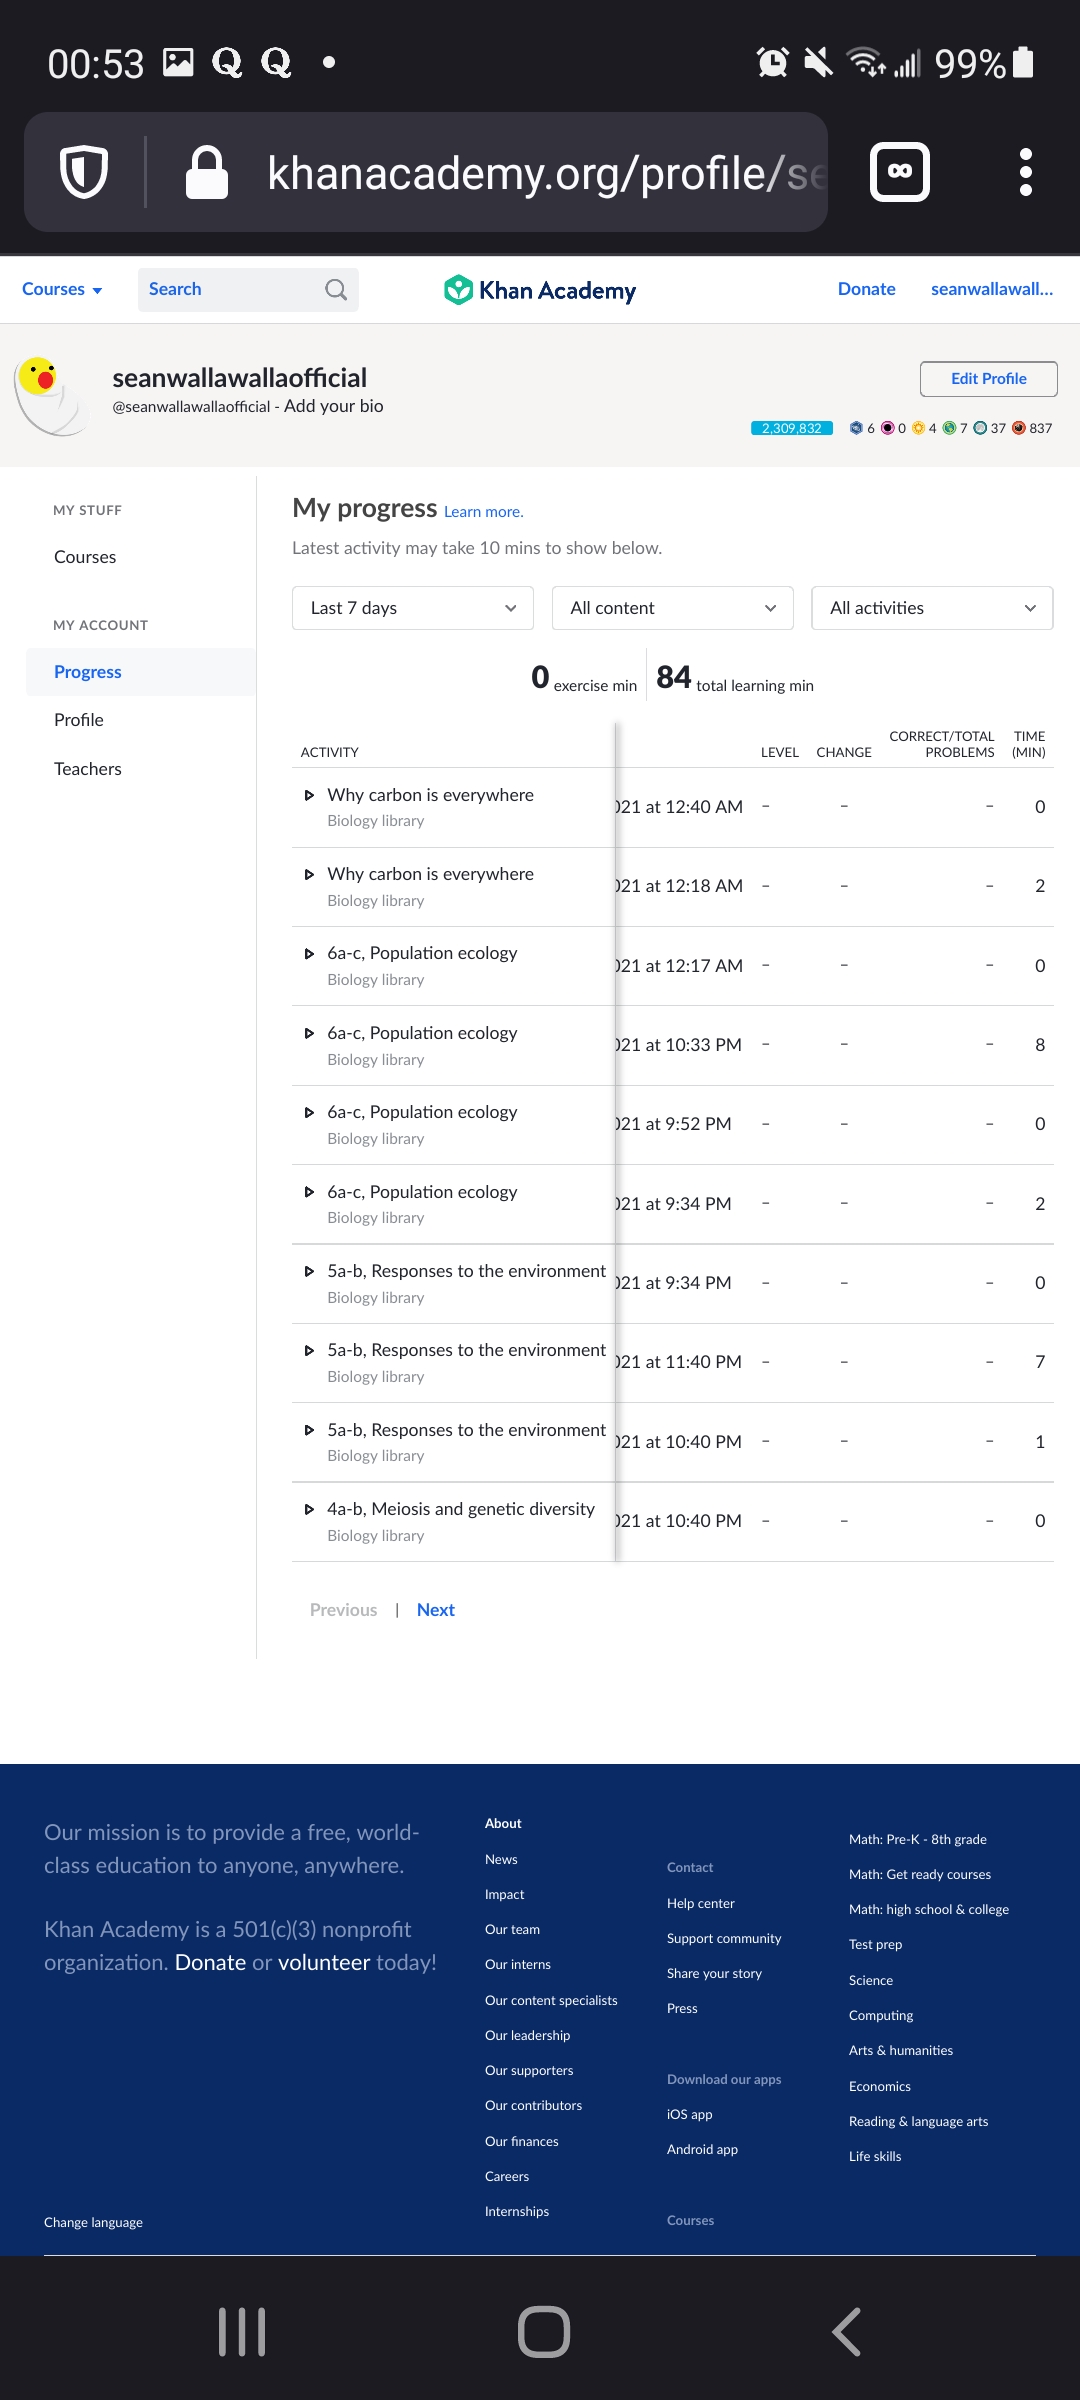 00:53
99%
khanacademy.org/profile/se
Courses
Search
Khan Academy
Donate
seanwallawall...
seanwallawallaofficial
@seanwallawallaofficial - Add your bio
Edit Profile
2,309,832 6 0 4 7 37 837
MY STUFF
Courses
MY ACCOUNT
Progress
Profile
Teachers
My progress Learn more.
Latest activity may take 10 mins to show below.
Last 7 days
All content
All activities
0 exercise min
84 total learning min
ACTIVITY LEVEL CHANGE CORRECT/TOTAL PROBLEMS TIME (MIN)
Why carbon is everywhere
Biology library
021 at 12:40 AM – – – 0
Why carbon is everywhere
Biology library
021 at 12:18 AM – – – 2
6a-c, Population ecology
Biology library
021 at 12:17 AM – – – 0
6a-c, Population ecology
Biology library
021 at 10:33 PM – – – 8
6a-c, Population ecology
Biology library
021 at 9:52 PM – – – 0
6a-c, Population ecology
Biology library
021 at 9:34 PM – – – 2
5a-b, Responses to the environment
Biology library
021 at 9:34 PM – – – 0
5a-b, Responses to the environment
Biology library
021 at 11:40 PM – – – 7
5a-b, Responses to the environment
Biology library
021 at 10:40 PM – – – 1
4a-b, Meiosis and genetic diversity
Biology library
021 at 10:40 PM – – – 0
Previous | Next
Our mission is to provide a free, world-
class education to anyone, anywhere.
Khan Academy is a 501(c)(3) nonprofit
organization. Donate or volunteer today!
Change language
About
News
Impact
Our team
Our interns
Our content specialists
Our leadership
Our supporters
Our contributors
Our finances
Careers
Internships
Contact
Help center
Support community
Share your story
Press
Download our apps
iOS app
Android app
Courses
Math: Pre-K - 8th grade
Math: Get ready courses
Math: high school & college
Test prep
Science
Computing
Arts & humanities
Economics
Reading & language arts
Life skills